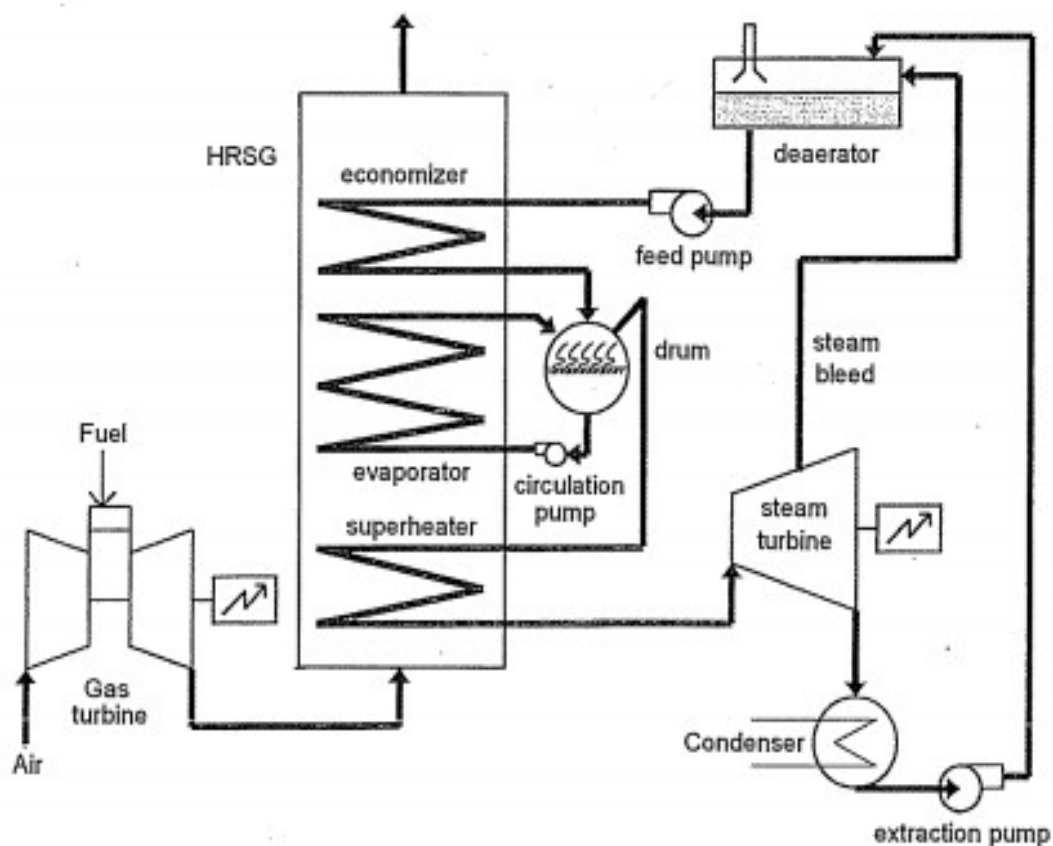 HRSG
economizer
deaerator
feed pump
drum
steam
bleed
Fuel
evaporator
circulation
pump
superheater
steam
turbine
Gas
turbine
Air
Condenser
extraction pump